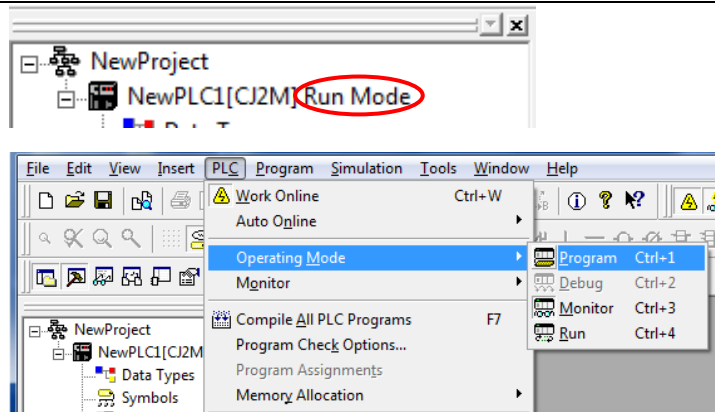 NewProject
NewPLC1[CJ2M] Run Mode
File Edit View Insert PLC Program Simulation Tools Window Help
Work Online Ctrl+W
Auto Online
Operating Mode
Monitor
Compile All PLC Programs F7
Program Check Options...
Program Assignments
Memory Allocation
Program Ctrl+1
Debug Ctrl+2
Monitor Ctrl+3
Run Ctrl+4
NewProject
NewPLC1[CJ2M
Data Types
Symbols